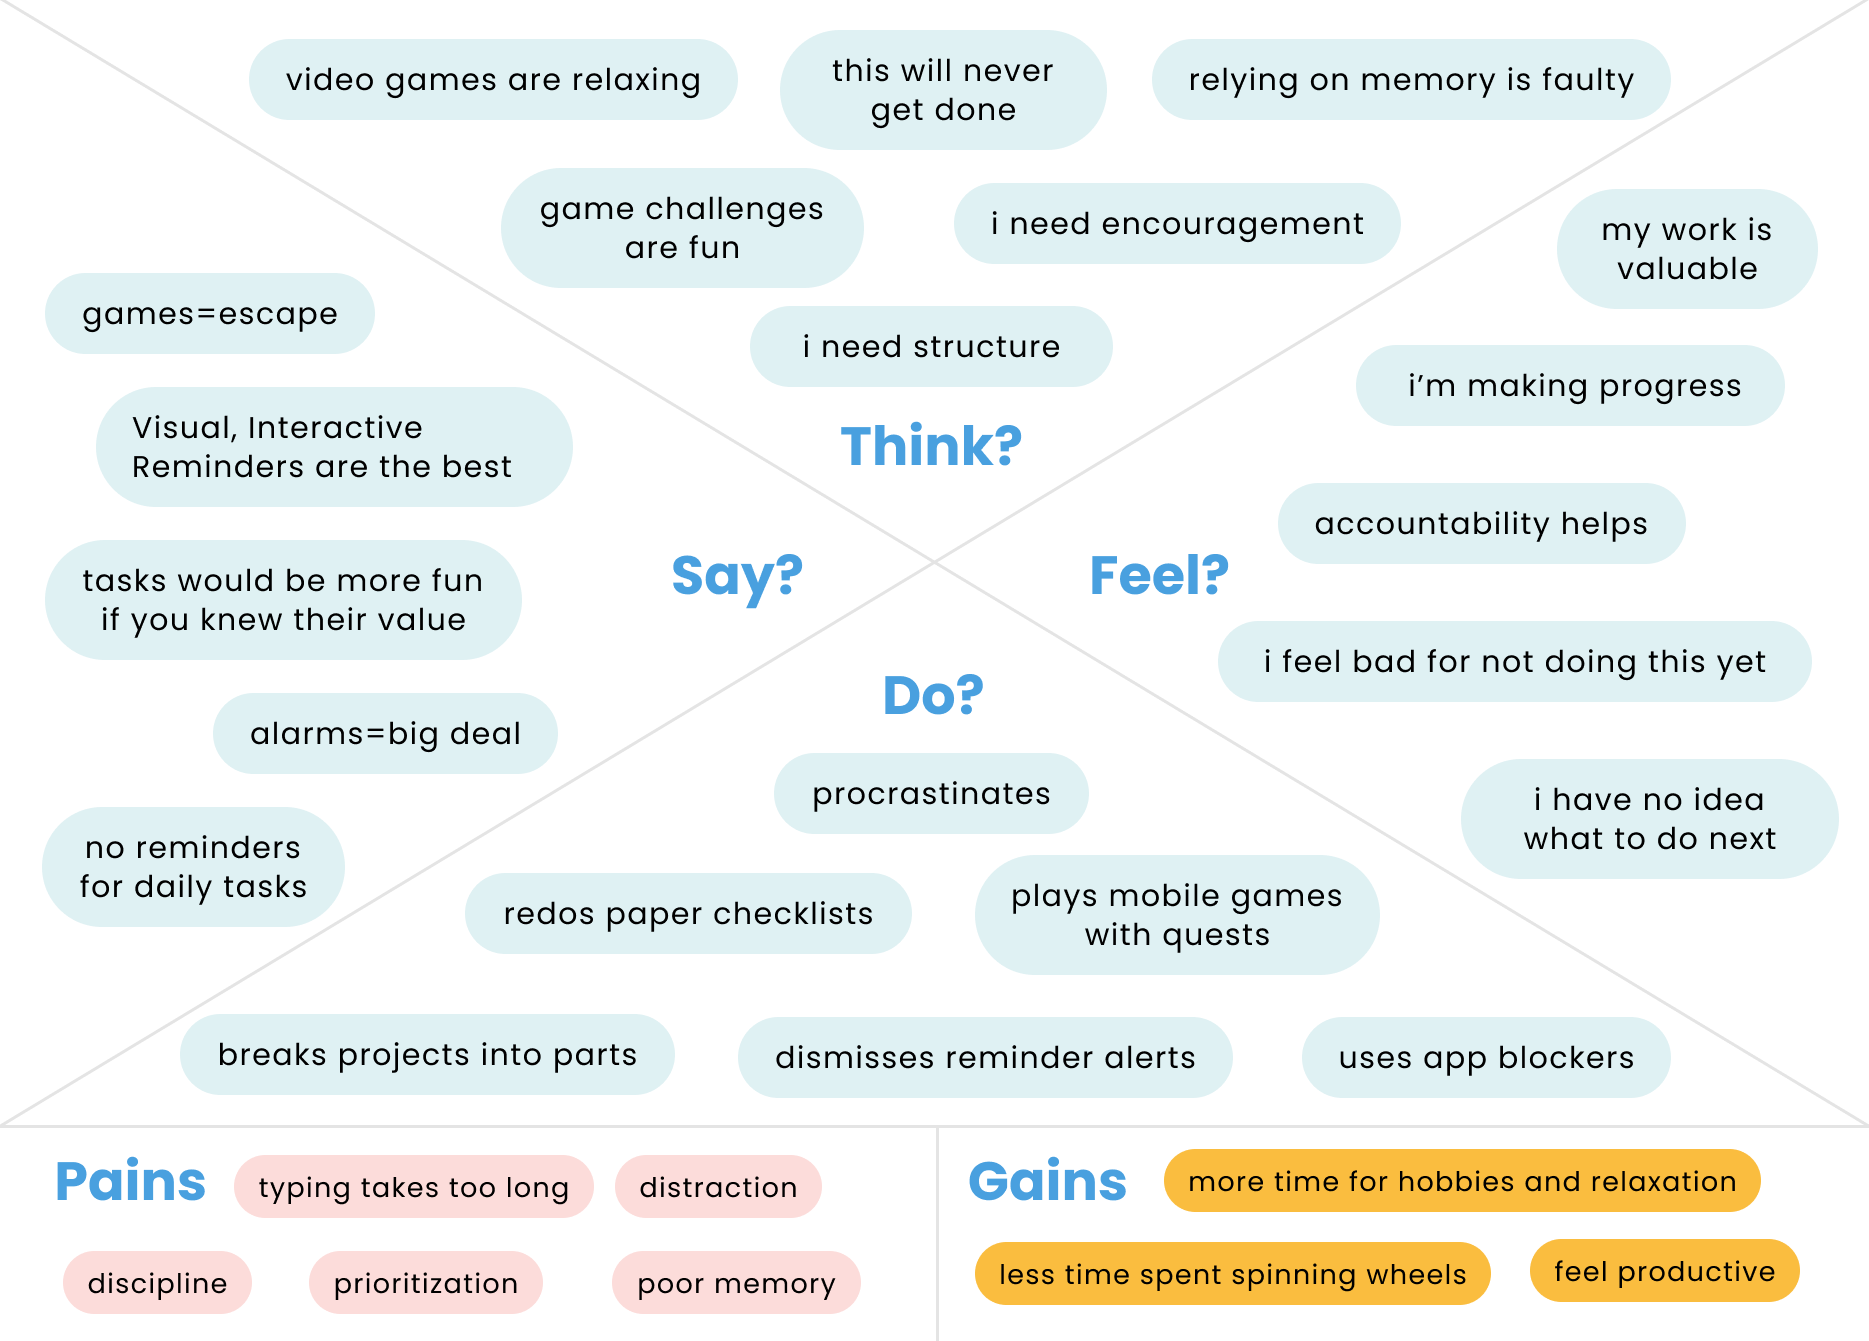 video games are relaxing
this will never
get done
relying on memory is faulty
game challenges
are fun
i need encouragement
i need structure
Think?
games=escape
Visual, Interactive
Reminders are the best
tasks would be more fun
if you knew their value
alarms=big deal
no reminders
for daily tasks
Say?
my work is
valuable
i’m making progress
accountability helps
i feel bad for not doing this yet
i have no idea
what to do next
Feel?
Do?
procrastinates
redos paper checklists
plays mobile games
with quests
breaks projects into parts
dismisses reminder alerts
uses app blockers
Pains
typing takes too long
distraction
discipline
prioritization
poor memory
Gains
more time for hobbies and relaxation
less time spent spinning wheels
feel productive